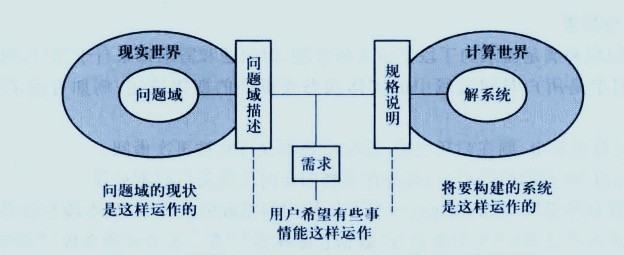 现实世界
问题域
问题域描述
需求
规格说明
计算世界
解系统
问题域的现状
是这样运作的
用户希望有些事
情能这样运作
将要构建的系统
是这样运作的